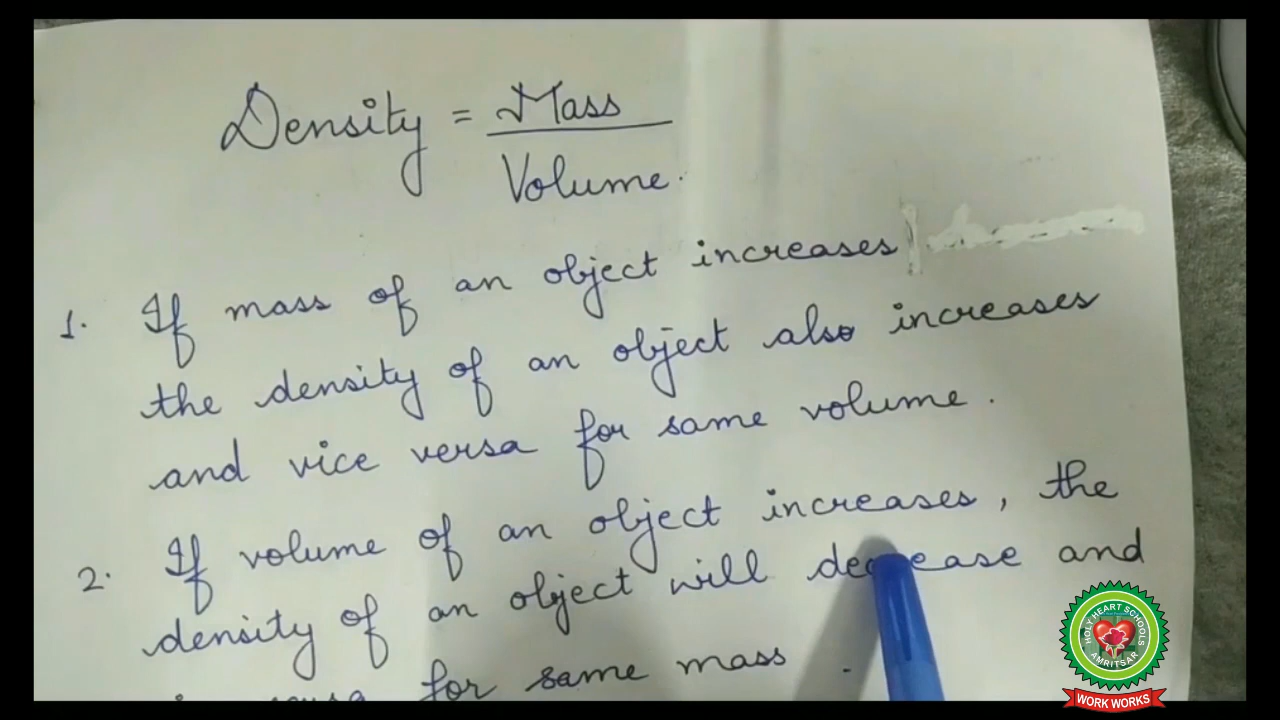 Density = Mass
Volume.
1. If mass of an object increases
the density of an object also increases
and vice versa for same volume.
2. If volume of an object increases, the
density of an object will decrease and
versa for same mass.
HOLY HEART SCHOOLS
AMRITSAR
WORK WORKS